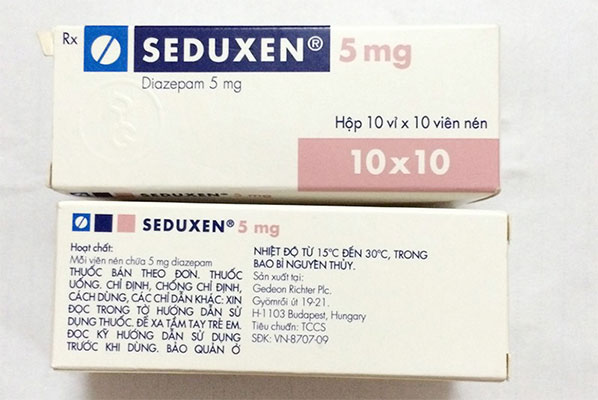 Rx SEDUXEN® 5 mg
Diazepam 5 mg
Hộp 10 vỉ x 10 viên nén
10x10
SEDUXEN® 5 mg
SEDUXEN® 5 mg
Hoạt chất:
Mỗi viên nén chứa 5 mg diazepam
THUỐC BÁN THEO ĐƠN. THUỐC
UỐNG. CHỈ ĐỊNH, CHỐNG CHỈ ĐỊNH,
CÁCH DÙNG, CÁC CHỈ DẪN KHÁC: XIN
ĐỌC TRONG TỜ HƯỚNG DẪN SỬ
DỤNG THUỐC. ĐỂ XA TẦM TAY TRẺ EM.
ĐỌC KỸ HƯỚNG DẪN SỬ DỤNG
TRƯỚC KHI DÙNG. BẢO QUẢN Ở
NHIỆT ĐỘ TỪ 15°C ĐẾN 30°C, TRONG
BAO BÌ NGUYÊN THỦY.
Sản xuất tại:
Gedeon Richter Plc.
Gyömrői út 19-21.
H-1103 Budapest, Hungary
Tiêu chuẩn: TCCS
SĐK: VN-8707-09